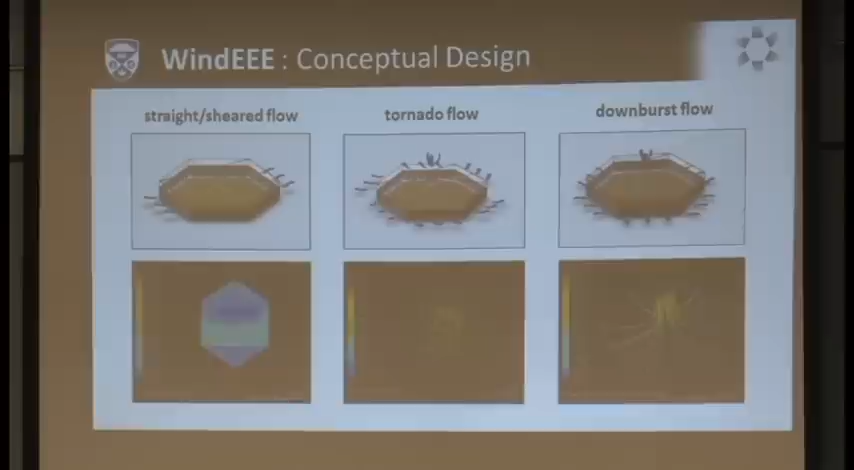 WindEEE : Conceptual Design
straight/sheared flow
tornado flow
downburst flow